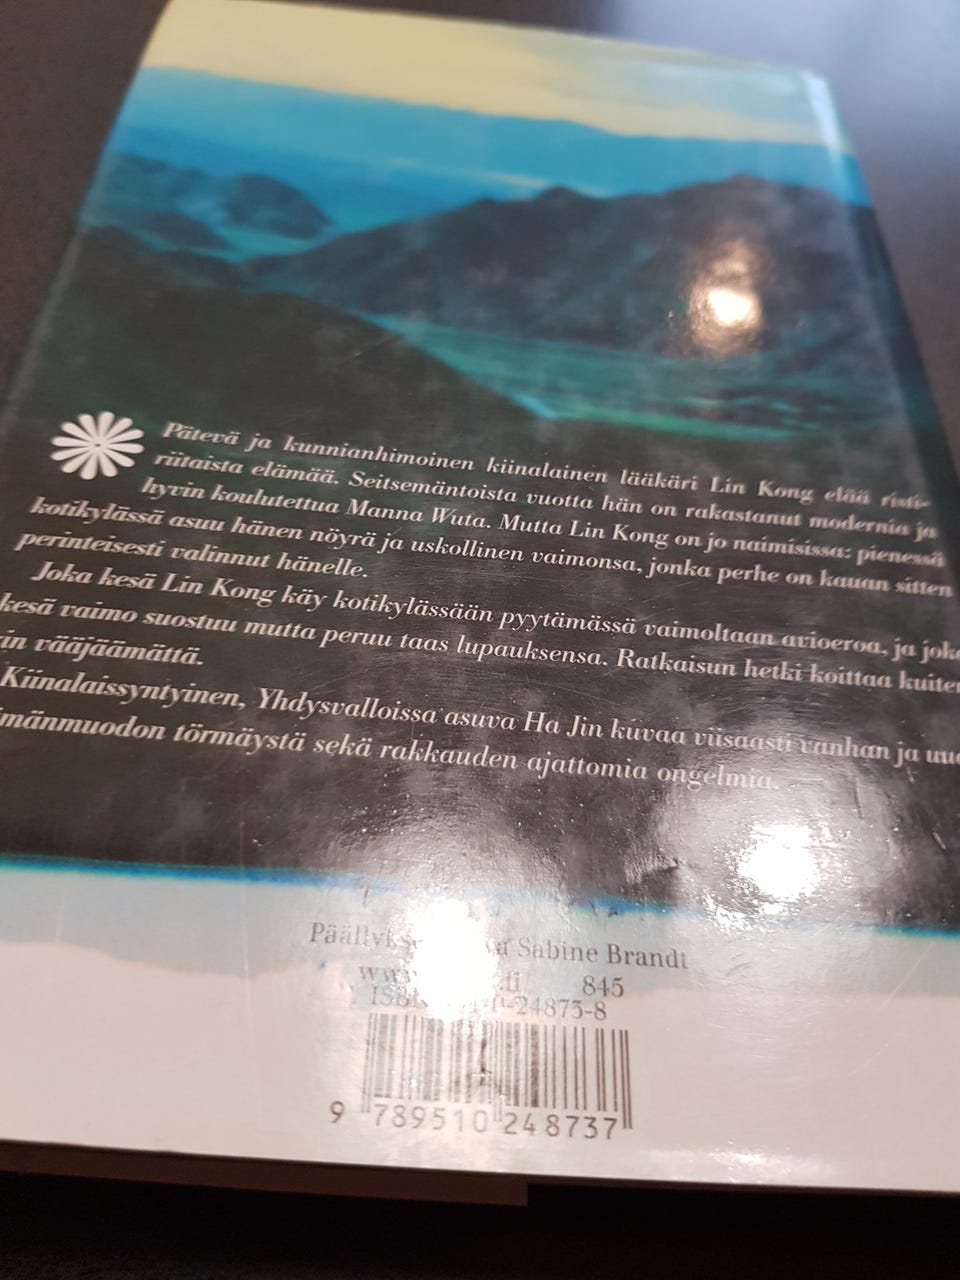 Pätevä ja kunnianhimoinen kiinalainen lääkäri Lin Kong elää risti-
riitaista elämää. Seitsemäntoista vuotta hän on rakastanut modernia ja
hyvin koulutettua Manna Wuta. Mutta Lin Kong on jo naimisissa: pienessä
kotikylässä asuu hänen nöyrä ja uskollinen vaimonsa, jonka perhe on kauan sitten
perinteisesti valinnut hänelle.
Joka kesä Lin Kong käy kotikylässään pyytämässä vaimoltaan avioeroa, ja joka
kesä vaimo suostuu mutta peruu taas lupauksensa. Ratkaisun hetki koittaa kuiten
in vääjäämättä.
Kiinalaissyntyinen, Yhdysvalloissa asuva Ha Jin kuvaa viisaasti vanhan ja uud
imänmuodon törmäystä sekä rakkauden ajattomia ongelmia.
Sabine Brandt
845
ISB 0-24873-8
9 789510 248737